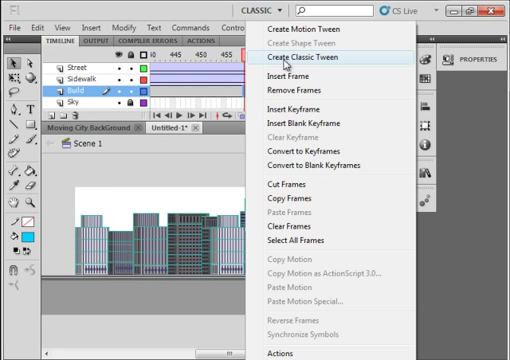 Fl
CLASSIC
CS Live
File Edit View Insert Modify Text Commands
TIMELINE OUTPUT COMPILER ERRORS ACTIONS
PROPERTIES
445 450 455 460 465
Street
Sidewalk
Build
Sky
Moving City BackGround Untitled-1*
Scene 1
Create Motion Tween
Create Shape Tween
Create Classic Tween
Insert Frame
Remove Frames
Insert Keyframe
Insert Blank Keyframe
Clear Keyframe
Convert to Keyframes
Convert to Blank Keyframes
Cut Frames
Copy Frames
Paste Frames
Clear Frames
Select All Frames
Copy Motion
Copy Motion as ActionScript 3.0...
Paste Motion
Paste Motion Special...
Reverse Frames
Synchronize Symbols
Actions